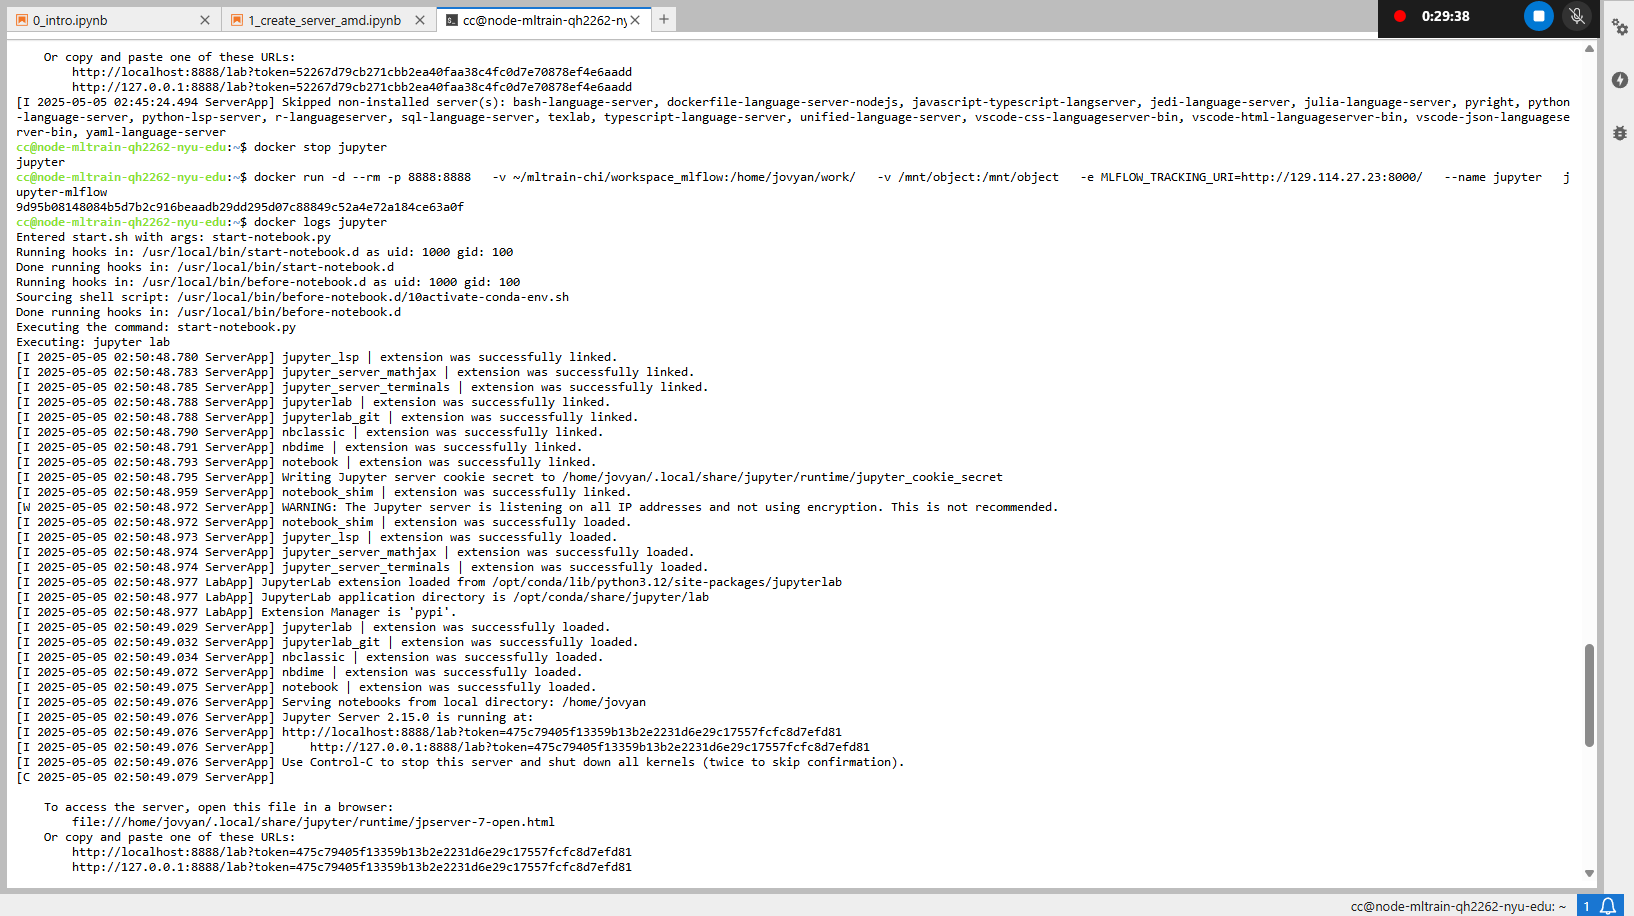 0_intro.ipynb
1_create_server_amd.ipynb
cc@node-mltrain-qh2262-ny
0:29:38
Or copy and paste one of these URLs:
http://localhost:8888/lab?token=52267d79cb271cbb2ea40faa38c4fc0d7e70878ef4e6aadd
http://127.0.0.1:8888/lab?token=52267d79cb271cbb2ea40faa38c4fc0d7e70878ef4e6aadd
[I 2025-05-05 02:45:24.494 ServerApp] Skipped non-installed server(s): bash-language-server, dockerfile-language-server-nodejs, javascript-typescript-langserver, jedi-language-server, julia-language-server, pyright, python
-language-server, python-lsp-server, r-languageserver, sql-language-server, texlab, typescript-language-server, unified-language-server, vscode-css-languageserver-bin, vscode-html-languageserver-bin, vscode-json-languagese
rver-bin, yaml-language-server
cc@node-mltrain-qh2262-nyu-edu:~$ docker stop jupyter
jupyter
cc@node-mltrain-qh2262-nyu-edu:~$ docker run -d --rm -p 8888:8888   -v ~/mltrain-chi/workspace_mlflow:/home/jovyan/work/   -v /mnt/object:/mnt/object   -e MLFLOW_TRACKING_URI=http://129.114.27.23:8000/   --name jupyter   j
upyter-mlflow
9d95b08148084b5d7b2c916beaadb29dd295d07c88849c52a4e72a184ce63a0f
cc@node-mltrain-qh2262-nyu-edu:~$ docker logs jupyter
Entered start.sh with args: start-notebook.py
Running hooks in: /usr/local/bin/start-notebook.d as uid: 1000 gid: 100
Done running hooks in: /usr/local/bin/start-notebook.d
Running hooks in: /usr/local/bin/before-notebook.d as uid: 1000 gid: 100
Sourcing shell script: /usr/local/bin/before-notebook.d/10activate-conda-env.sh
Done running hooks in: /usr/local/bin/before-notebook.d
Executing the command: start-notebook.py
Executing: jupyter lab
[I 2025-05-05 02:50:48.780 ServerApp] jupyter_lsp | extension was successfully linked.
[I 2025-05-05 02:50:48.783 ServerApp] jupyter_server_mathjax | extension was successfully linked.
[I 2025-05-05 02:50:48.785 ServerApp] jupyter_server_terminals | extension was successfully linked.
[I 2025-05-05 02:50:48.788 ServerApp] jupyterlab | extension was successfully linked.
[I 2025-05-05 02:50:48.788 ServerApp] jupyterlab_git | extension was successfully linked.
[I 2025-05-05 02:50:48.790 ServerApp] nbclassic | extension was successfully linked.
[I 2025-05-05 02:50:48.791 ServerApp] nbdime | extension was successfully linked.
[I 2025-05-05 02:50:48.793 ServerApp] notebook | extension was successfully linked.
[I 2025-05-05 02:50:48.795 ServerApp] Writing Jupyter server cookie secret to /home/jovyan/.local/share/jupyter/runtime/jupyter_cookie_secret
[I 2025-05-05 02:50:48.959 ServerApp] notebook_shim | extension was successfully linked.
[W 2025-05-05 02:50:48.972 ServerApp] WARNING: The Jupyter server is listening on all IP addresses and not using encryption. This is not recommended.
[I 2025-05-05 02:50:48.972 ServerApp] notebook_shim | extension was successfully loaded.
[I 2025-05-05 02:50:48.973 ServerApp] jupyter_lsp | extension was successfully loaded.
[I 2025-05-05 02:50:48.974 ServerApp] jupyter_server_mathjax | extension was successfully loaded.
[I 2025-05-05 02:50:48.974 ServerApp] jupyter_server_terminals | extension was successfully loaded.
[I 2025-05-05 02:50:48.977 LabApp] JupyterLab extension loaded from /opt/conda/lib/python3.12/site-packages/jupyterlab
[I 2025-05-05 02:50:48.977 LabApp] JupyterLab application directory is /opt/conda/share/jupyter/lab
[I 2025-05-05 02:50:48.977 LabApp] Extension Manager is 'pypi'.
[I 2025-05-05 02:50:49.029 ServerApp] jupyterlab | extension was successfully loaded.
[I 2025-05-05 02:50:49.032 ServerApp] jupyterlab_git | extension was successfully loaded.
[I 2025-05-05 02:50:49.034 ServerApp] nbclassic | extension was successfully loaded.
[I 2025-05-05 02:50:49.072 ServerApp] nbdime | extension was successfully loaded.
[I 2025-05-05 02:50:49.075 ServerApp] notebook | extension was successfully loaded.
[I 2025-05-05 02:50:49.076 ServerApp] Serving notebooks from local directory: /home/jovyan
[I 2025-05-05 02:50:49.076 ServerApp] Jupyter Server 2.15.0 is running at:
[I 2025-05-05 02:50:49.076 ServerApp] http://localhost:8888/lab?token=475c79405f13359b13b2e2231d6e29c17557fcfc8d7efd81
[I 2025-05-05 02:50:49.076 ServerApp]     http://127.0.0.1:8888/lab?token=475c79405f13359b13b2e2231d6e29c17557fcfc8d7efd81
[I 2025-05-05 02:50:49.076 ServerApp] Use Control-C to stop this server and shut down all kernels (twice to skip confirmation).
[C 2025-05-05 02:50:49.079 ServerApp]
To access the server, open this file in a browser:
file:///home/jovyan/.local/share/jupyter/runtime/jpserver-7-open.html
Or copy and paste one of these URLs:
http://localhost:8888/lab?token=475c79405f13359b13b2e2231d6e29c17557fcfc8d7efd81
http://127.0.0.1:8888/lab?token=475c79405f13359b13b2e2231d6e29c17557fcfc8d7efd81
cc@node-mltrain-qh2262-nyu-edu: ~
1